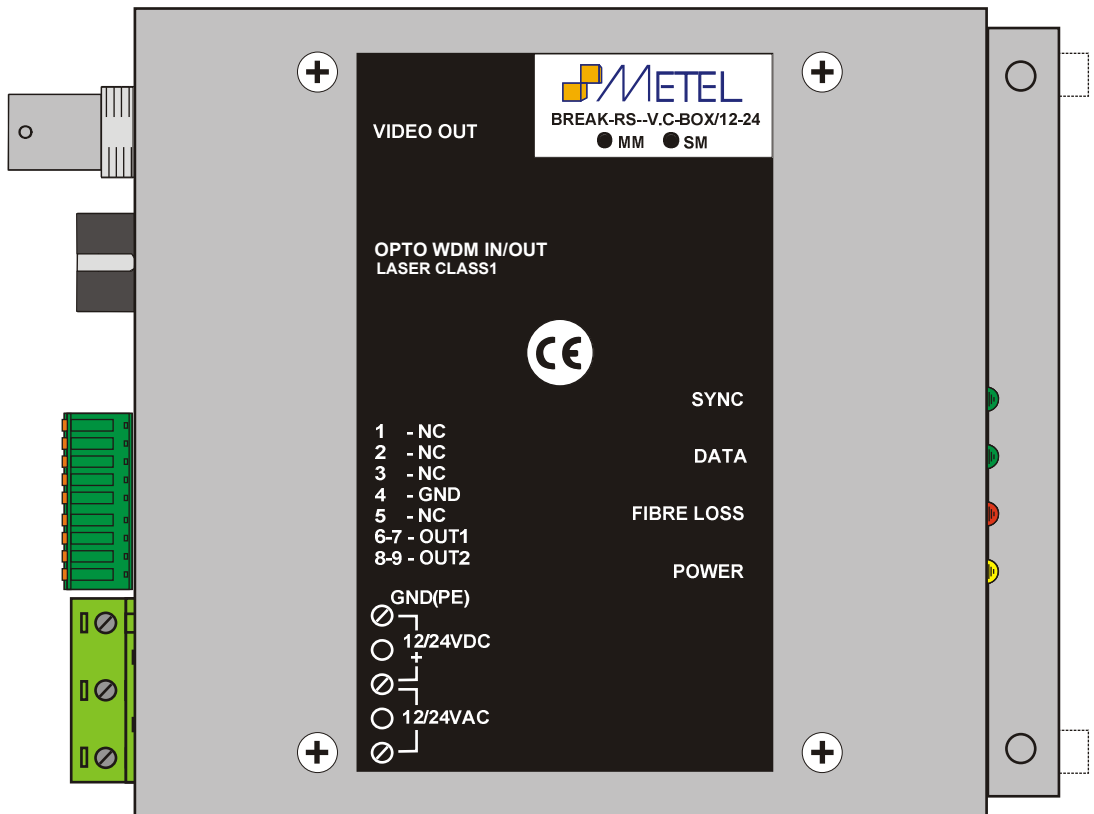 METEL
BREAK-RS--V.C-BOX/12-24
MM SM
VIDEO OUT
OPTO WDM IN/OUT
LASER CLASS1
CE
SYNC
DATA
FIBRE LOSS
POWER
1 - NC
2 - NC
3 - NC
4 - GND
5 - NC
6-7 - OUT1
8-9 - OUT2
GND(PE)
12/24VDC
+
12/24VAC